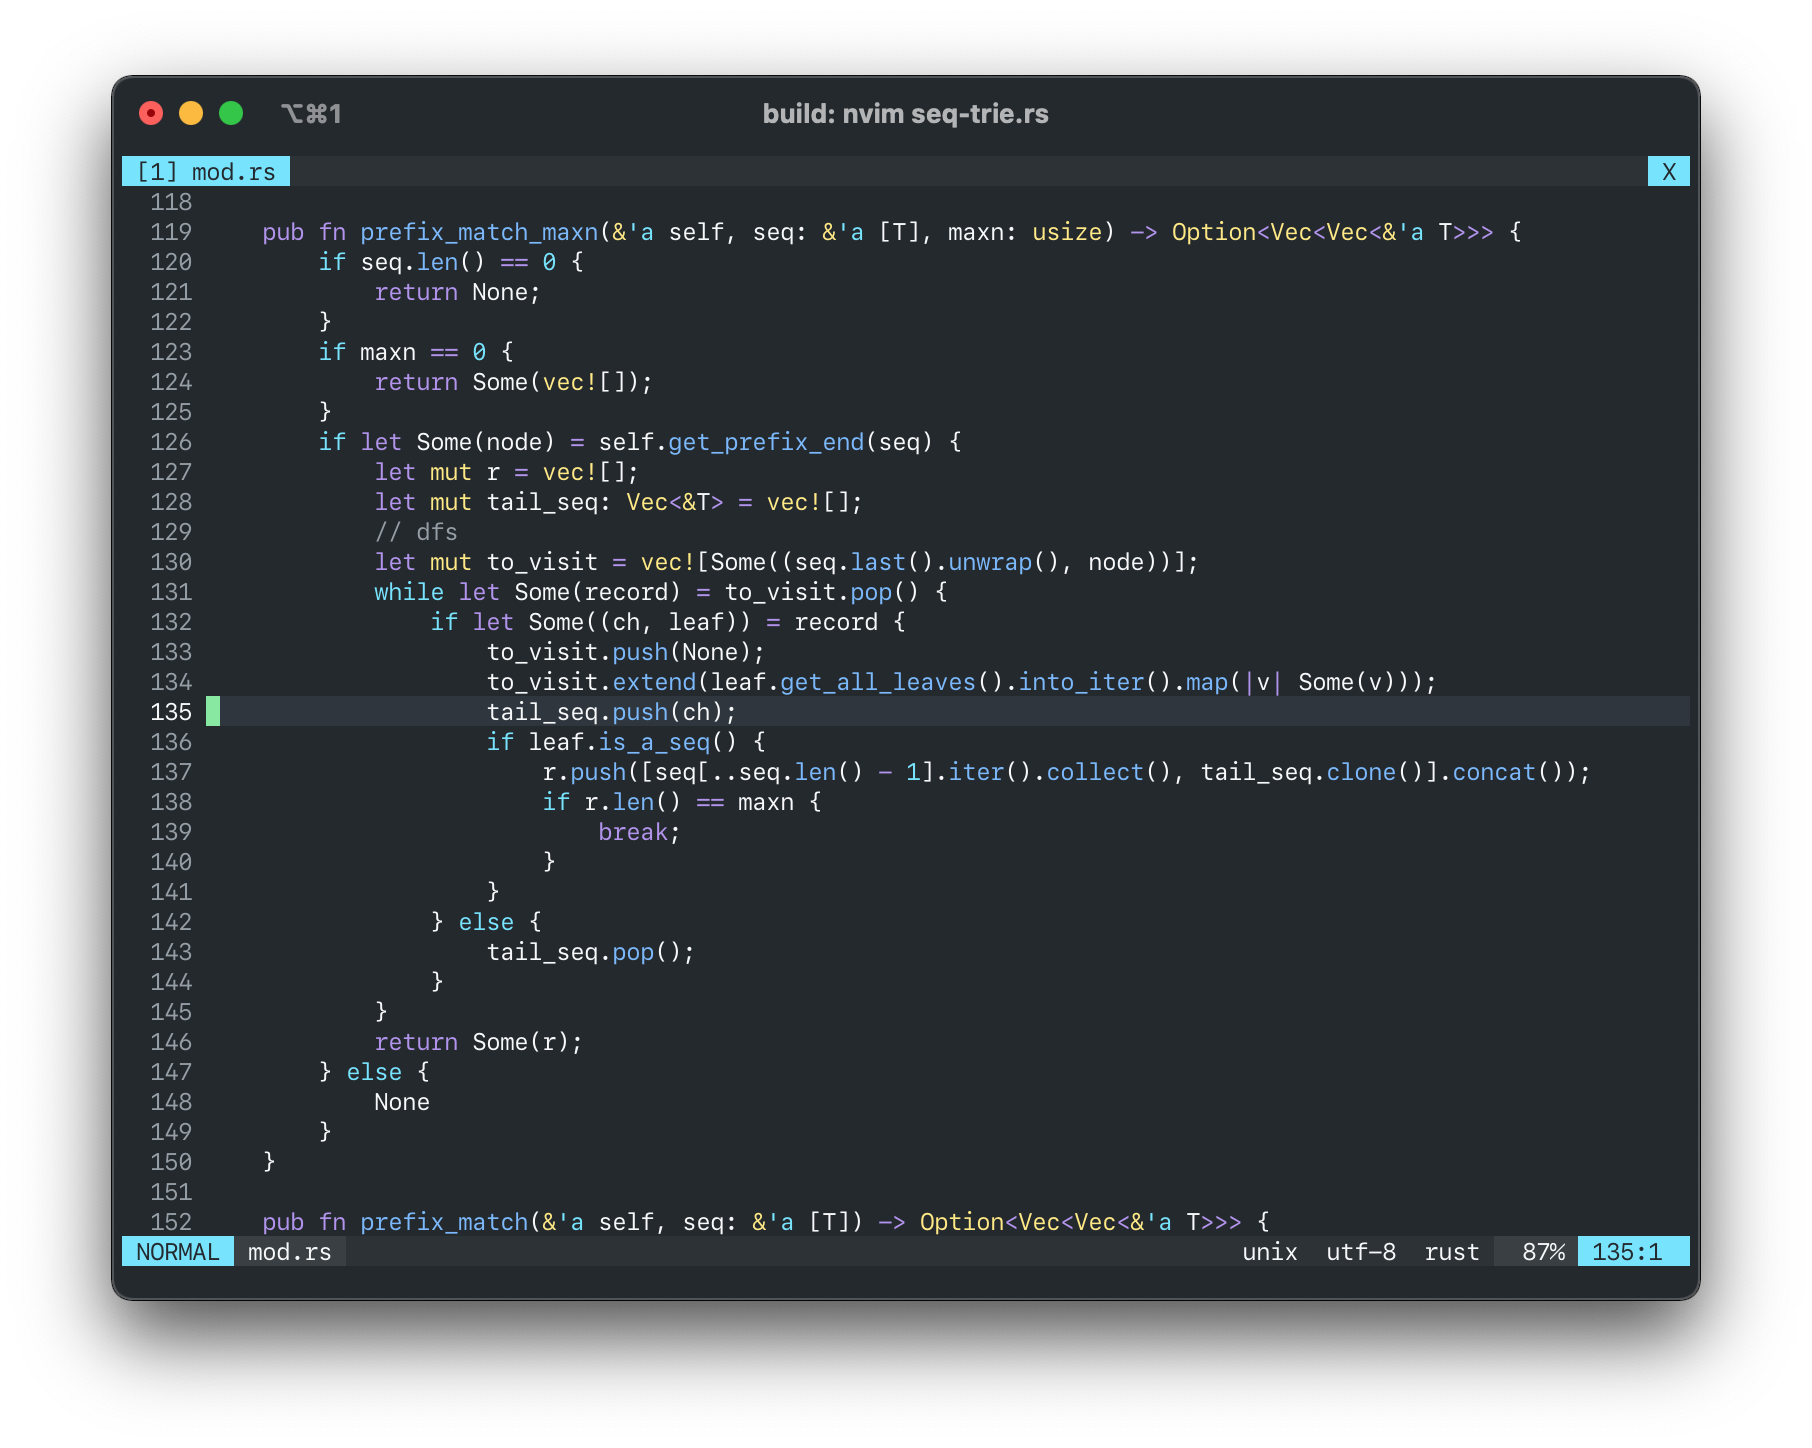 ⌥⌘1 build: nvim seq-trie.rs
[1] mod.rs X
118
119     pub fn prefix_match_maxn(&'a self, seq: &'a [T], maxn: usize) -> Option<Vec<Vec<&'a T>>> {
120         if seq.len() == 0 {
121             return None;
122         }
123         if maxn == 0 {
124             return Some(vec![]);
125         }
126         if let Some(node) = self.get_prefix_end(seq) {
127             let mut r = vec![];
128             let mut tail_seq: Vec<&T> = vec![];
129             // dfs
130             let mut to_visit = vec![Some((seq.last().unwrap(), node))];
131             while let Some(record) = to_visit.pop() {
132                 if let Some((ch, leaf)) = record {
133                     to_visit.push(None);
134                     to_visit.extend(leaf.get_all_leaves().into_iter().map(|v| Some(v)));
135                     tail_seq.push(ch);
136                     if leaf.is_a_seq() {
137                         r.push([seq[..seq.len() - 1].iter().collect(), tail_seq.clone()].concat());
138                         if r.len() == maxn {
139                             break;
140                         }
141                     }
142                 } else {
143                     tail_seq.pop();
144                 }
145             }
146             return Some(r);
147         } else {
148             None
149         }
150     }
151
152     pub fn prefix_match(&'a self, seq: &'a [T]) -> Option<Vec<Vec<&'a T>>> {
NORMAL mod.rs unix utf-8 rust 87% 135:1